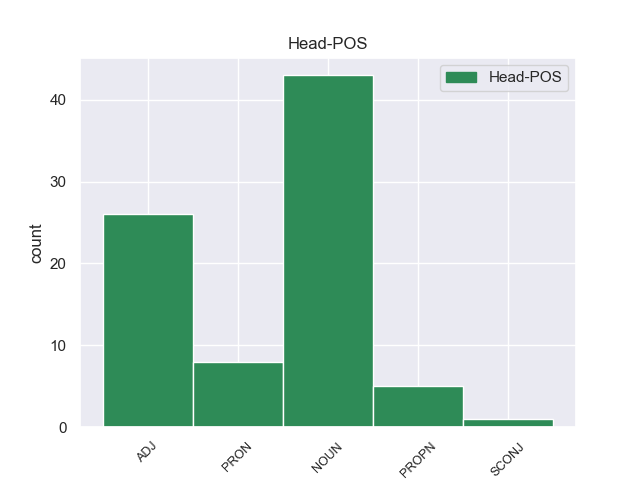 Head-POS
Head-POS
count
40
30
20
10
0
ADJ
PRON
NOUN
PROPN
SCONJ